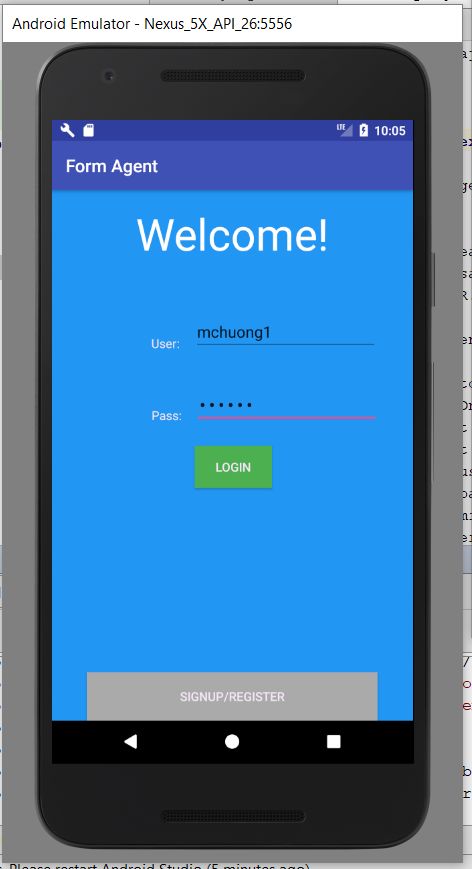 Android Emulator - Nexus_5X_API_26:5556
LTE 10:05
Form Agent
Welcome!
User: mchuong1
Pass: ••••••
LOGIN
SIGNUP/REGISTER
Please restart Android Studio (5 minutes ago)